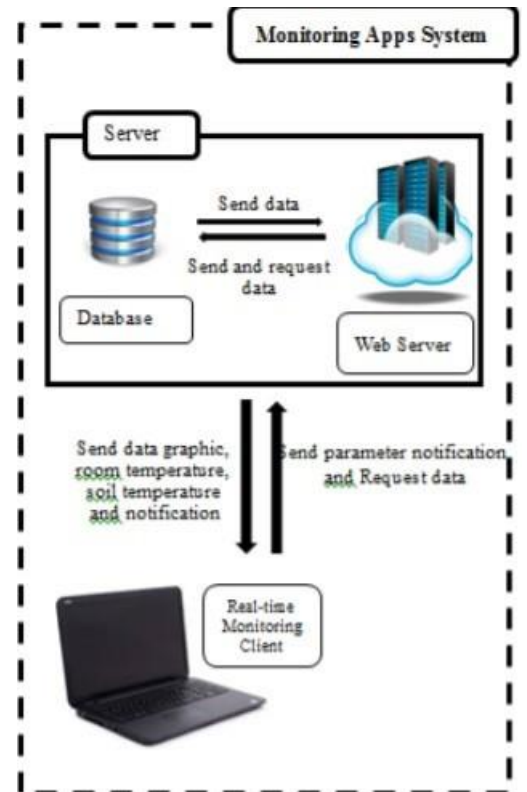 Monitoring Apps System
Server
Send data
Send and request
data
Database
Web Server
Send data graphic,
room temperature,
soil temperature
and notification
Send parameter notification
and Request data
Real-time
Monitoring
Client